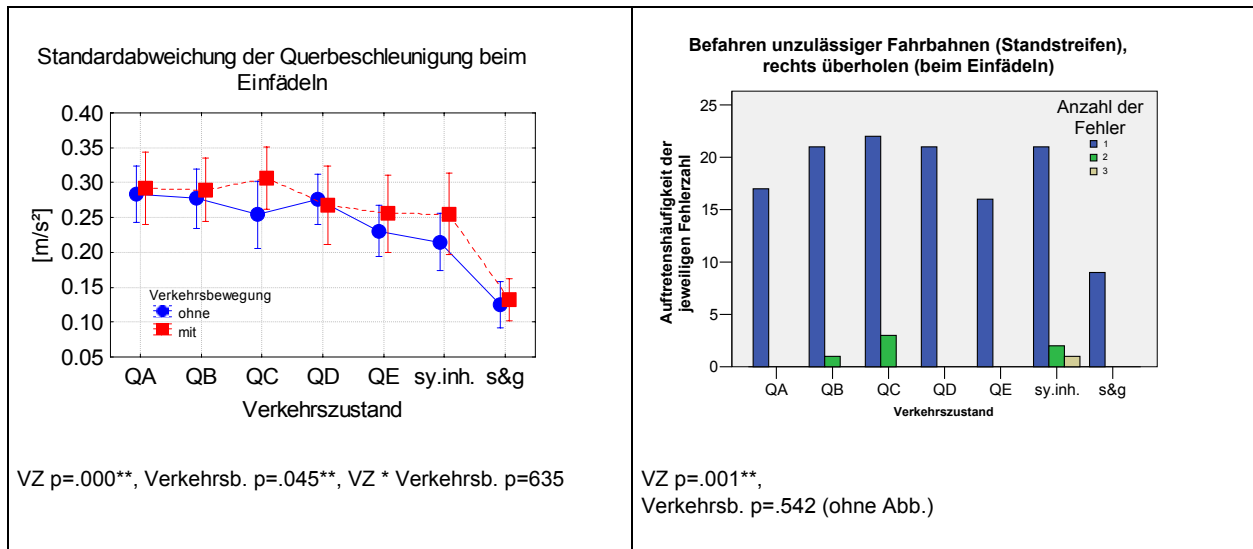 Standardabweichung der Querbeschleunigung beim
Einfädeln
[m/s²]
0.40
0.35
0.30
0.25
0.20
0.15
0.10
0.05
Verkehrsbewegung
ohne
mit
QA QB QC QD QE sy.inh. s&g
Verkehrszustand
VZ p=.000**, Verkehrsb. p=.045**, VZ * Verkehrsb. p=635
Befahren unzulässiger Fahrbahnen (Standstreifen),
rechts überholen (beim Einfädeln)
Auftretenshäufigkeit der
jeweiligen Fehlerzahl
25
20
15
10
5
0
Anzahl der
Fehler
1
2
3
QA QB QC QD QE sy.inh. s&g
Verkehrszustand
VZ p=.001**,
Verkehrsb. p=.542 (ohne Abb.)